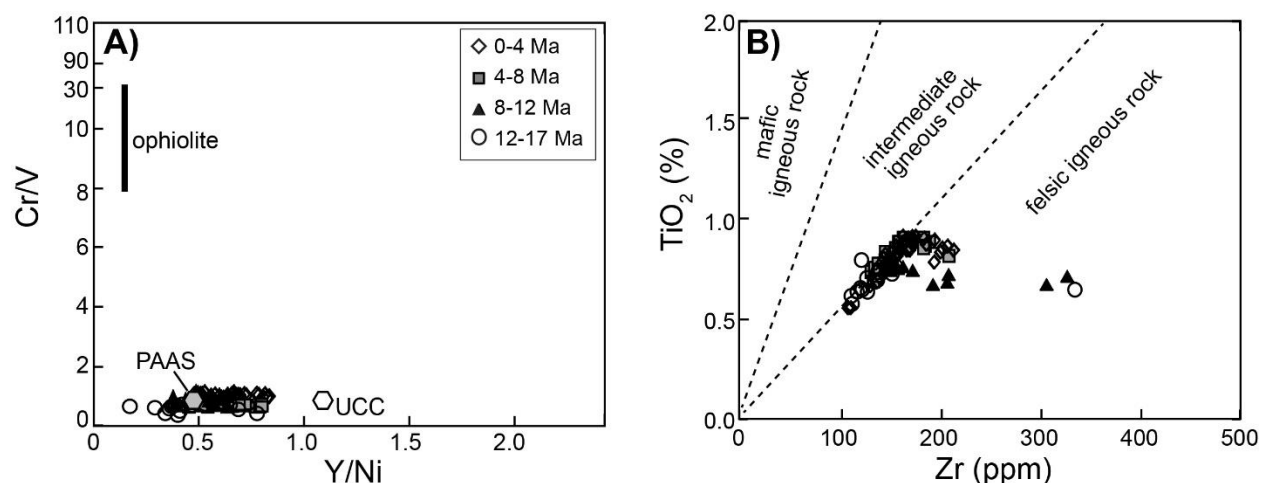 A)
110
90
30
10
8
6
4
2
0
Cr/V
ophiolite
PAAS
UCC
0-4 Ma
4-8 Ma
8-12 Ma
12-17 Ma
0
0.5
1.0
1.5
2.0
Y/Ni
B)
2.0
1.5
1.0
0.5
0.0
TiO₂ (%)
mafic
igneous rock
intermediate
igneous rock
felsic igneous rock
0
100
200
300
400
500
Zr (ppm)